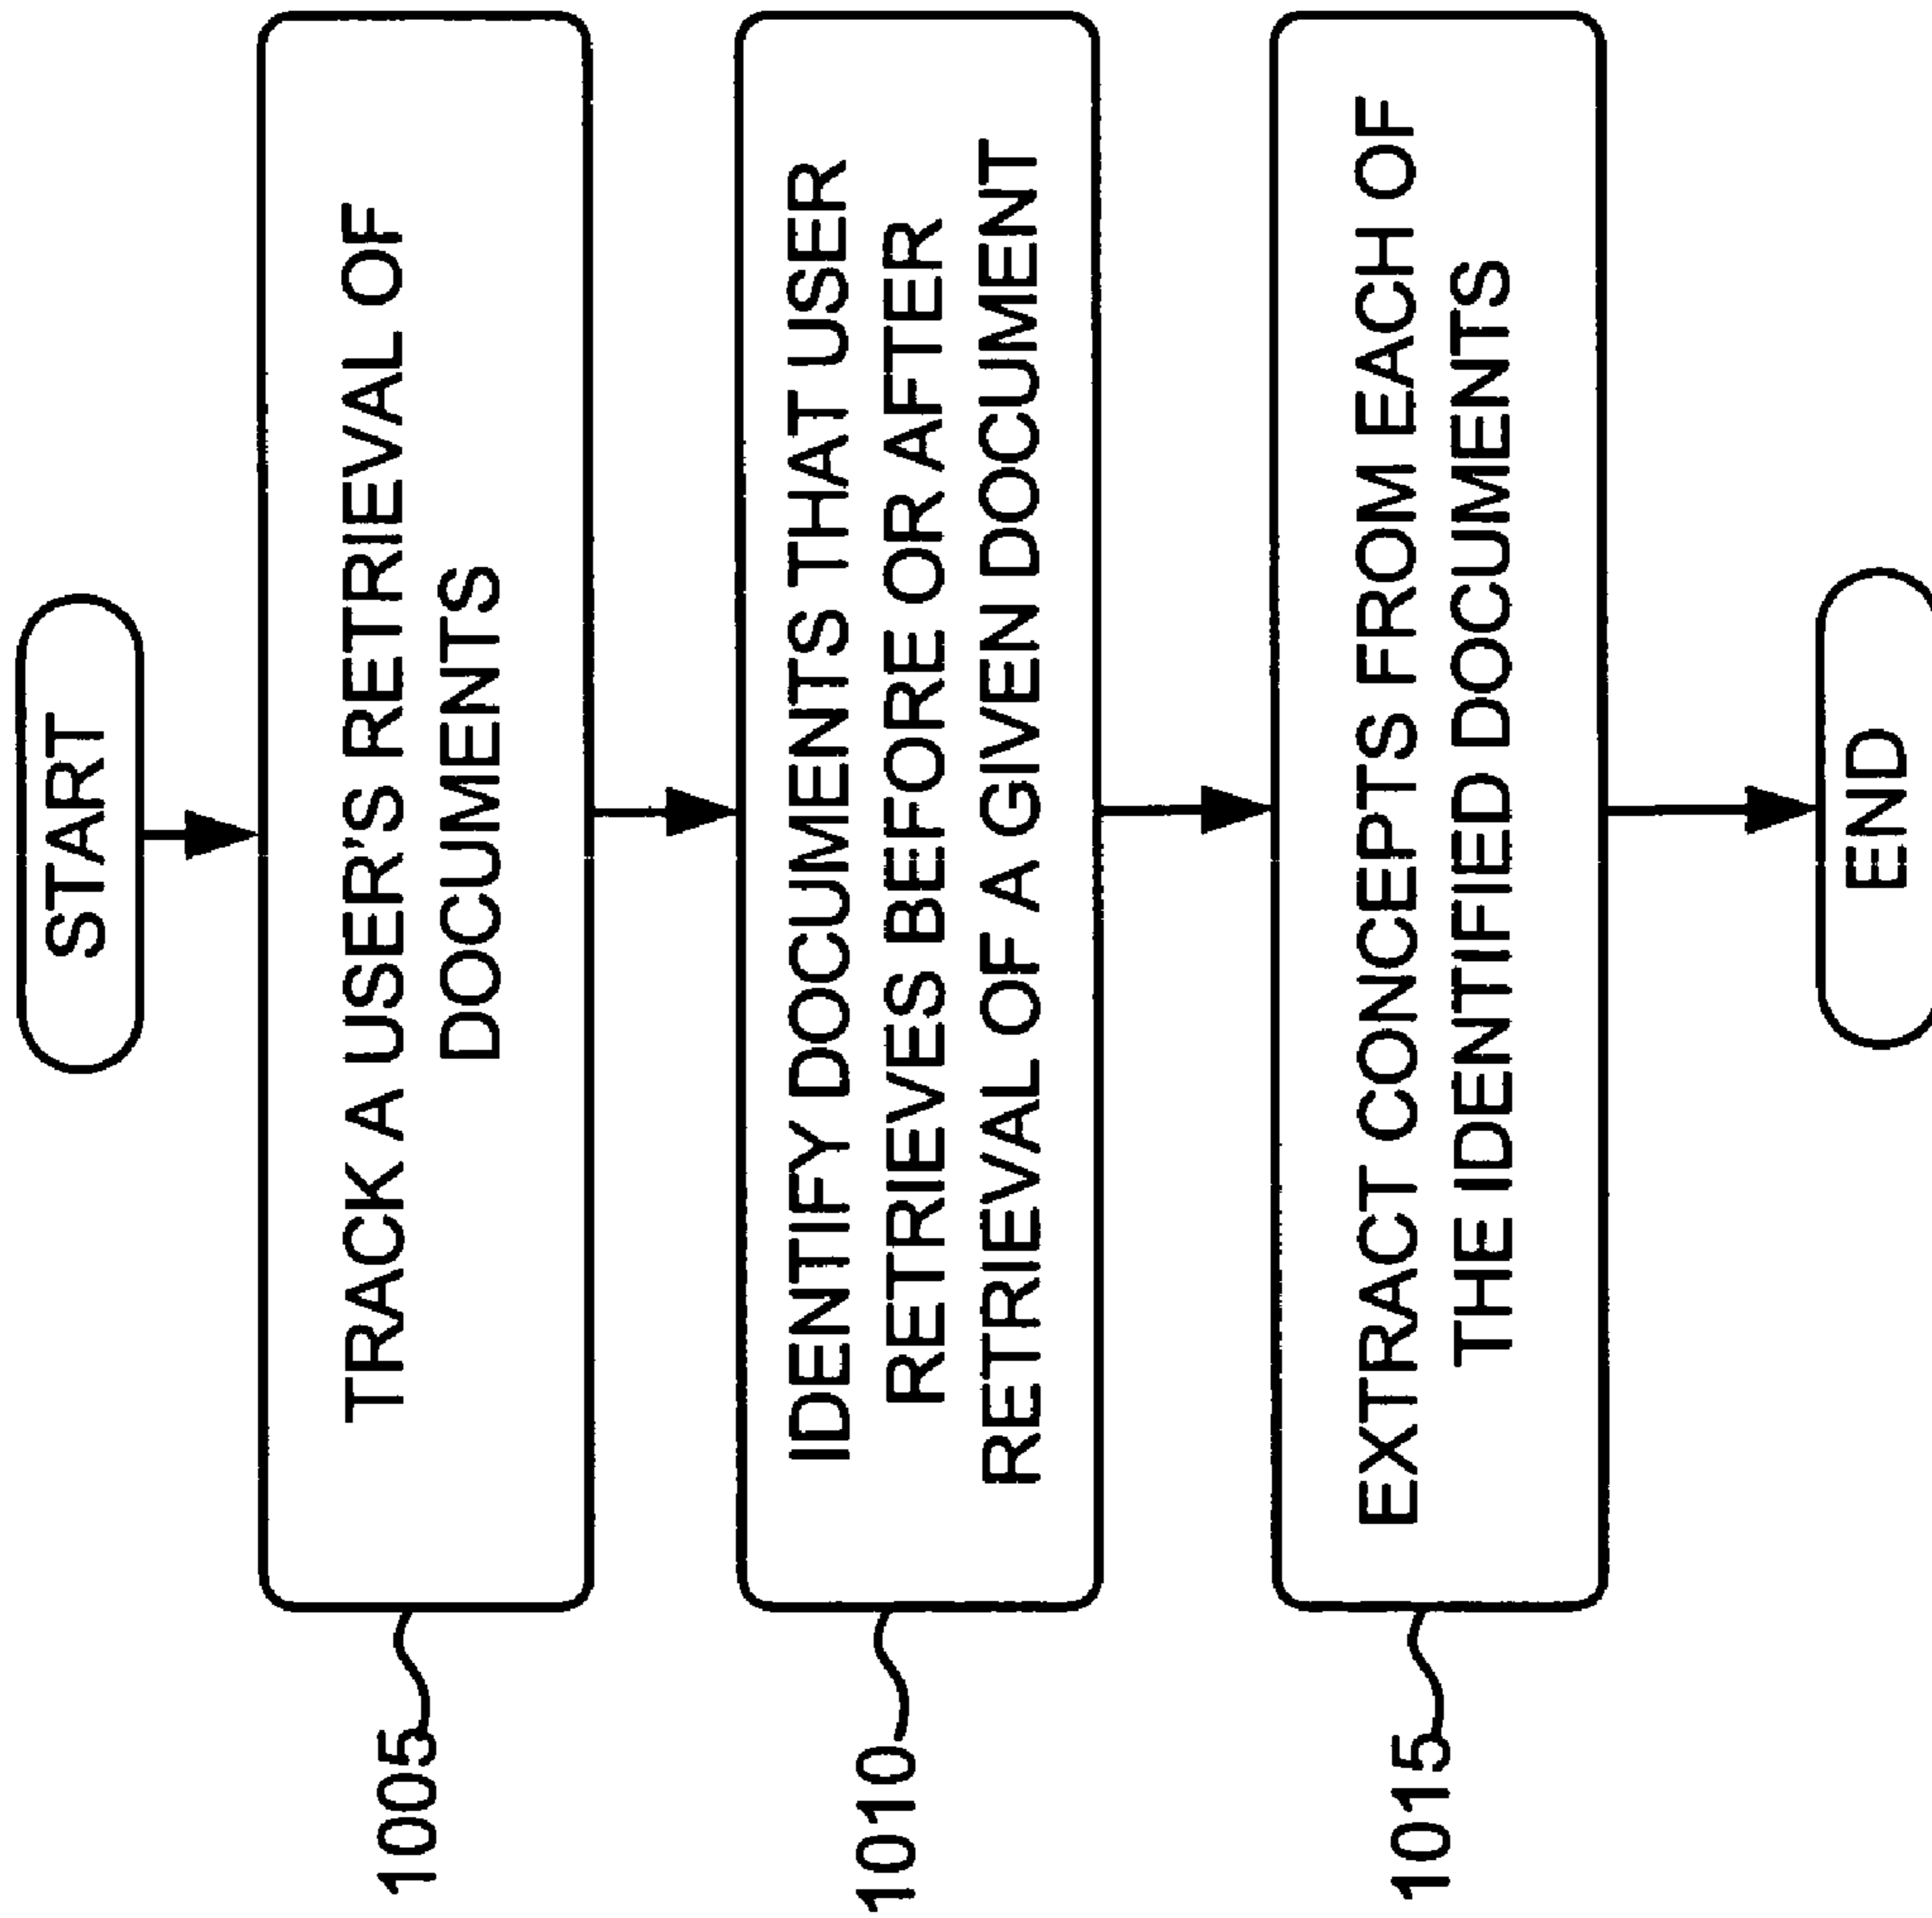 START
TRACK A USER'S RETRIEVAL OF
DOCUMENTS
1005
IDENTIFY DOCUMENTS THAT USER
RETRIEVES BEFORE OR AFTER
RETRIEVAL OF A GIVEN DOCUMENT
1010
EXTRACT CONCEPTS FROM EACH OF
THE IDENTIFIED DOCUMENTS
1015
END